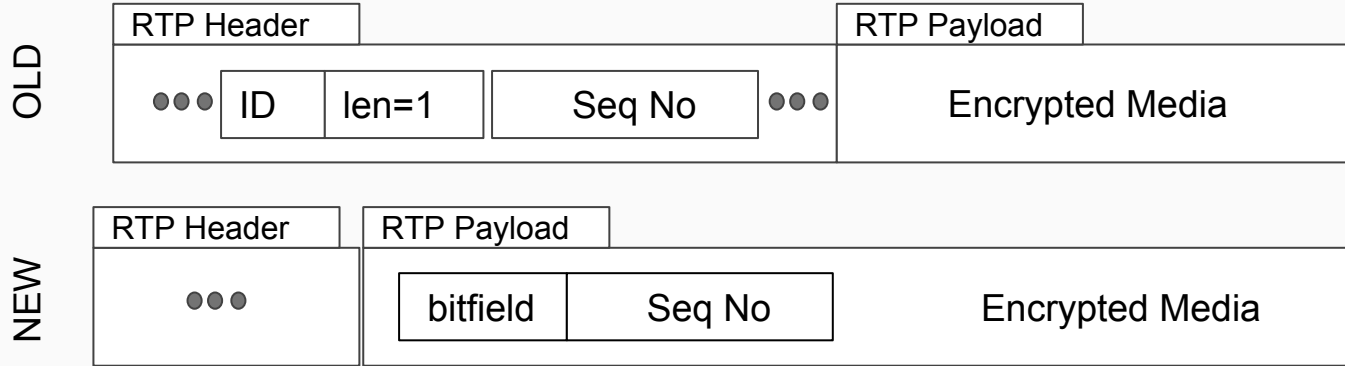 OLD
RTP Header
RTP Payload
ID len=1 Seq No Encrypted Media
NEW
RTP Header
RTP Payload
bitfield Seq No Encrypted Media